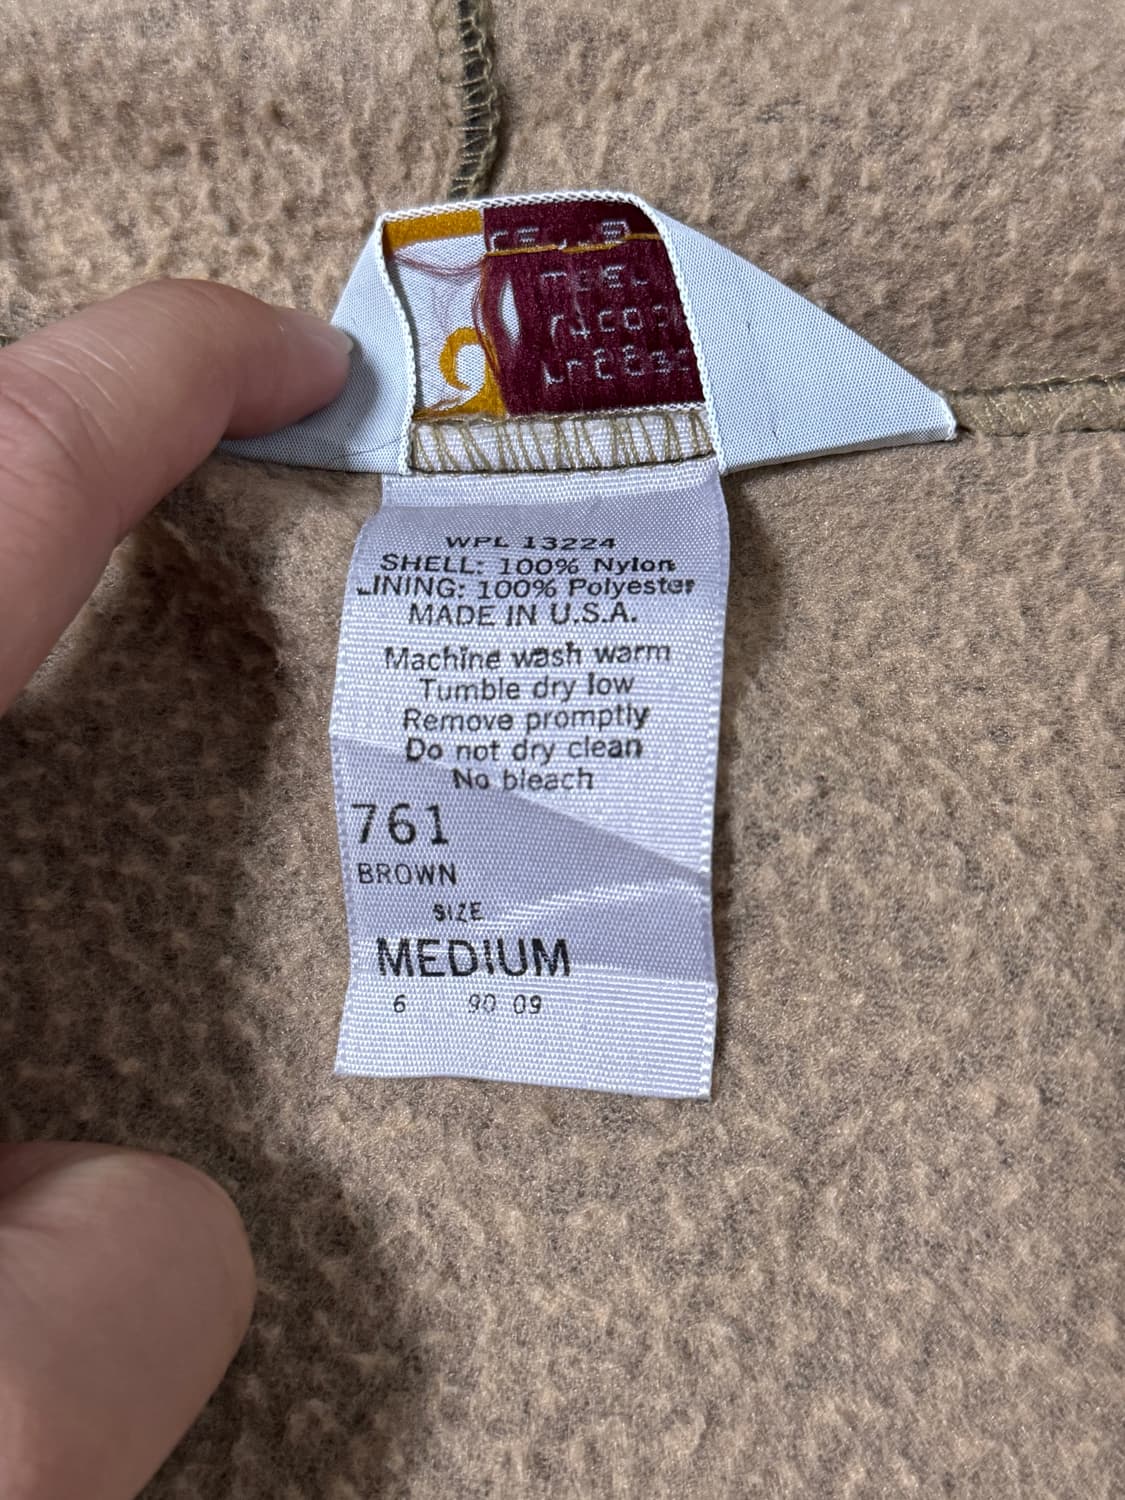 WPL 13224
SHELL: 100% Nylon
LINING: 100% Polyester
MADE IN U.S.A.
Machine wash warm
Tumble dry low
Remove promptly
Do not dry clean
No bleach
761
BROWN
SIZE
MEDIUM
6 90 09